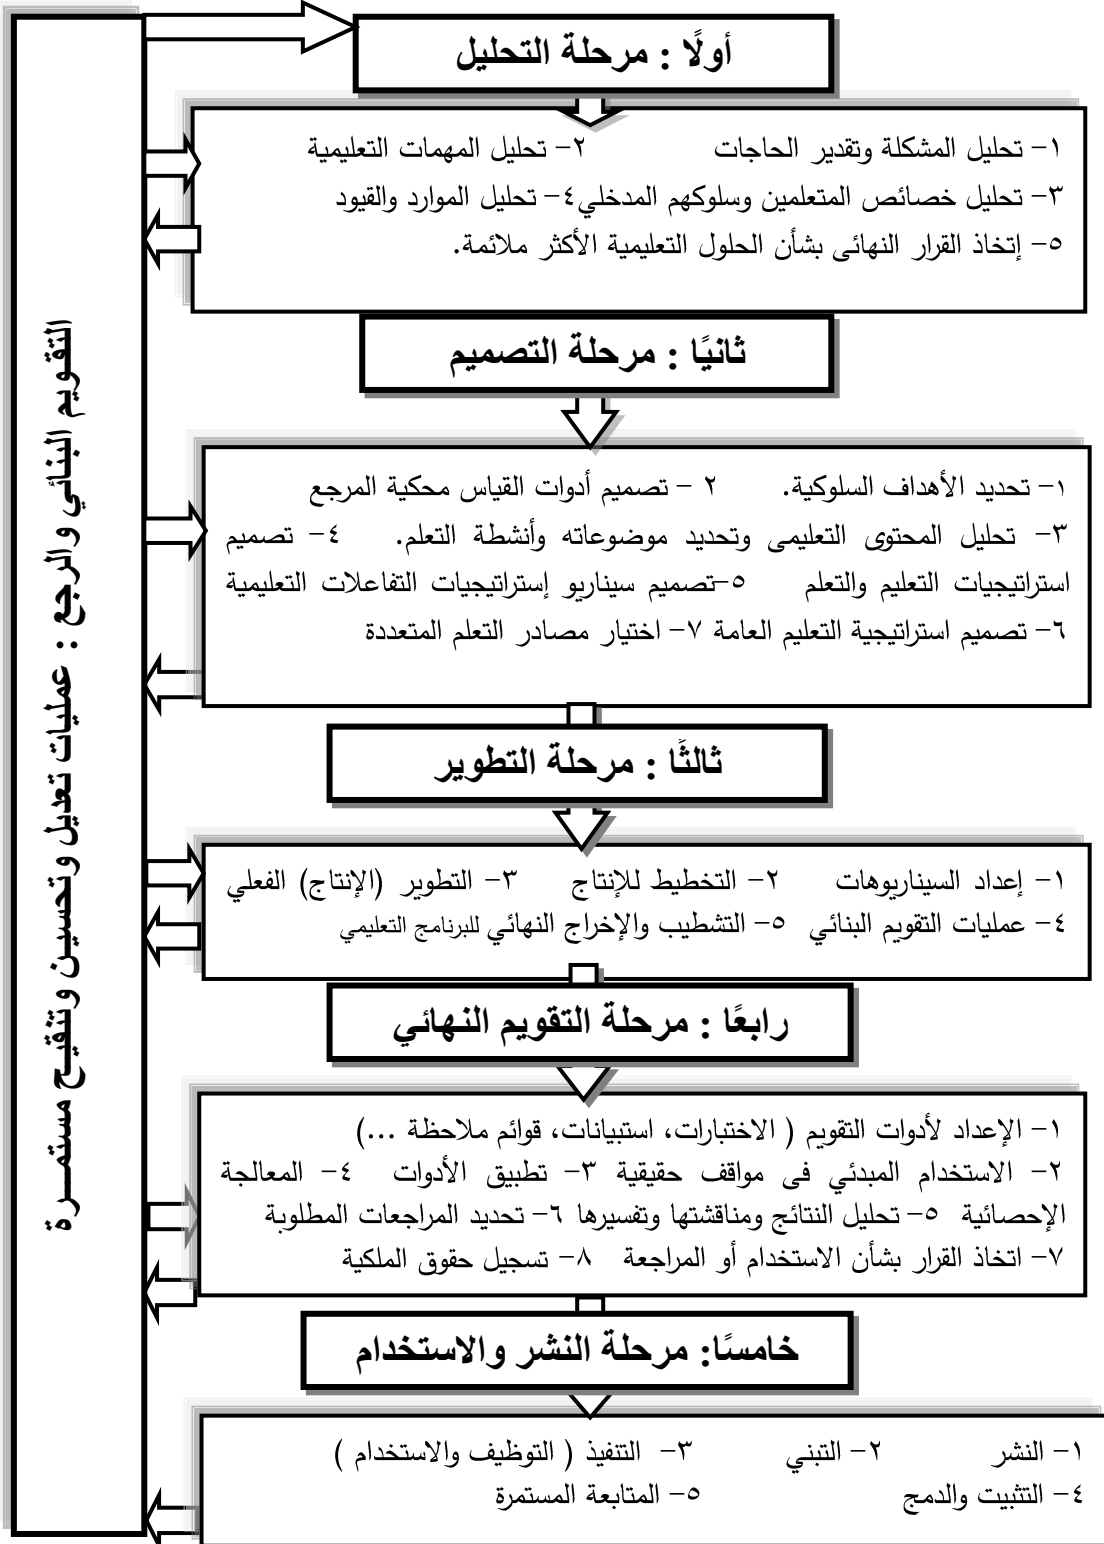 أولًا : مرحلة التحليل
١- تحليل المشكلة وتقدير الحاجات ٢- تحليل المهمات التعليمية
٣- تحليل خصائص المتعلمين وسلوكهم المدخلي ٤- تحليل الموارد والقيود
٥- إتخاذ القرار النهائى بشأن الحلول التعليمية الأكثر ملائمة.
ثانيًا : مرحلة التصميم
١- تحديد الأهداف السلوكية. ٢ - تصميم أدوات القياس محكية المرجع
٣- تحليل المحتوى التعليمى وتحديد موضوعاته وأنشطة التعلم. ٤- تصميم
استراتيجيات التعليم والتعلم ٥-تصميم سيناريو إستراتيجيات التفاعلات التعليمية
٦- تصميم استراتيجية التعليم العامة ٧- اختيار مصادر التعلم المتعددة
ثالثًا : مرحلة التطوير
١- إعداد السيناريوهات ٢- التخطيط للإنتاج ٣- التطوير (الإنتاج) الفعلي
٤- عمليات التقويم البنائي ٥- التشطيب والإخراج النهائي للبرنامج التعليمي
رابعًا : مرحلة التقويم النهائي
١- الإعداد لأدوات التقويم ( الاختبارات، استبيانات، قوائم ملاحظة ...)
٢- الاستخدام المبدئي فى مواقف حقيقية ٣- تطبيق الأدوات ٤- المعالجة
الإحصائية ٥- تحليل النتائج ومناقشتها وتفسيرها ٦- تحديد المراجعات المطلوبة
٧- اتخاذ القرار بشأن الاستخدام أو المراجعة ٨- تسجيل حقوق الملكية
خامسًا: مرحلة النشر والاستخدام
١- النشر ٢- التبني ٣- التنفيذ ( التوظيف والاستخدام )
٤- التثبيت والدمج ٥- المتابعة المستمرة
التقويم البنائي والرجع : عمليات تعديل وتحسين وتنقيح مستمرة